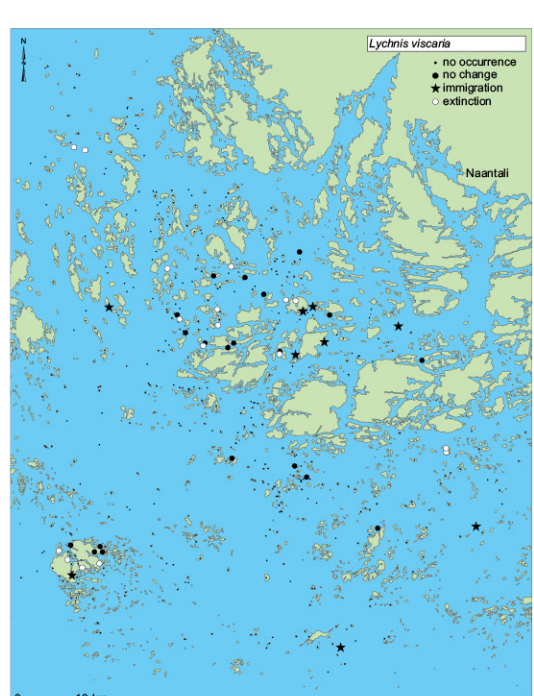 N
Lychnis viscaria
no occurrence
no change
immigration
extinction
Naantali